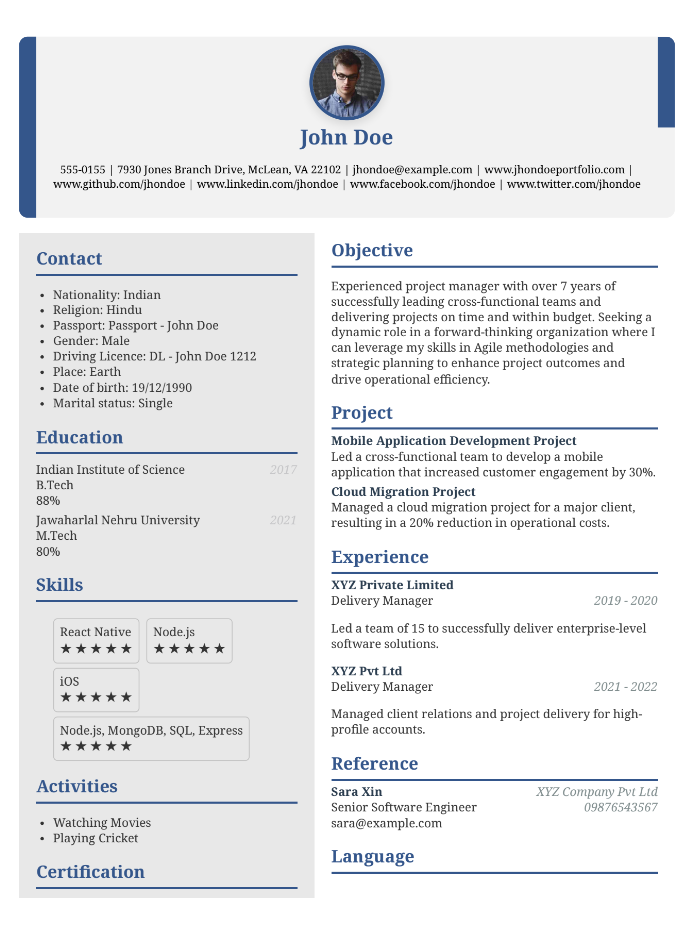 John Doe
555-0155 | 7930 Jones Branch Drive, McLean, VA 22102 | jhondoe@example.com | www.jhondoeportfolio.com |
www.github.com/jhondoe | www.linkedin.com/jhondoe | www.facebook.com/jhondoe | www.twitter.com/jhondoe
Contact
• Nationality: Indian
• Religion: Hindu
• Passport: Passport - John Doe
• Gender: Male
• Driving Licence: DL - John Doe 1212
• Place: Earth
• Date of birth: 19/12/1990
• Marital status: Single
Education
Indian Institute of Science 2017
B.Tech
88%
Jawaharlal Nehru University 2021
M.Tech
80%
Skills
React Native Node.js
★★★★★ ★★★★★
iOS
★★★★★
Node.js, MongoDB, SQL, Express
★★★★★
Activities
• Watching Movies
• Playing Cricket
Certification
Objective
Experienced project manager with over 7 years of
successfully leading cross-functional teams and
delivering projects on time and within budget. Seeking a
dynamic role in a forward-thinking organization where I
can leverage my skills in Agile methodologies and
strategic planning to enhance project outcomes and
drive operational efficiency.
Project
Mobile Application Development Project
Led a cross-functional team to develop a mobile
application that increased customer engagement by 30%.
Cloud Migration Project
Managed a cloud migration project for a major client,
resulting in a 20% reduction in operational costs.
Experience
XYZ Private Limited
Delivery Manager 2019 - 2020
Led a team of 15 to successfully deliver enterprise-level
software solutions.
XYZ Pvt Ltd
Delivery Manager 2021 - 2022
Managed client relations and project delivery for high-
profile accounts.
Reference
Sara Xin XYZ Company Pvt Ltd
Senior Software Engineer 09876543567
sara@example.com
Language